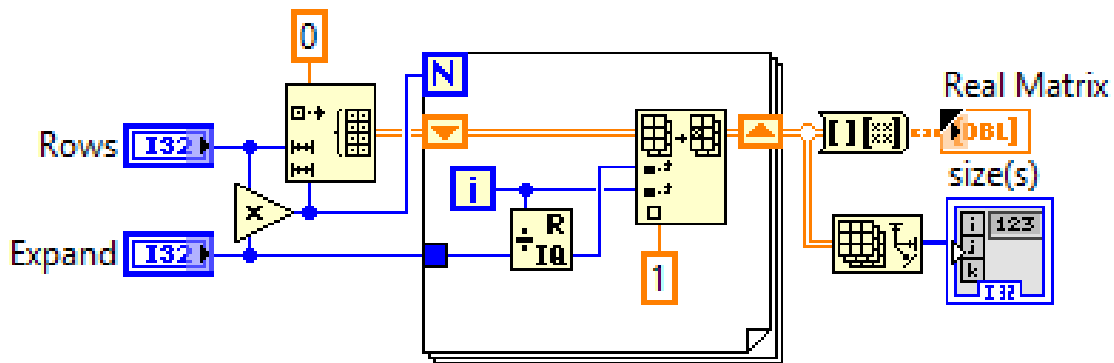 0
N
Real Matrix
Rows
I32
[ ]
[DBL]
i
size(s)
x
R
IQ
i
123
j
k
Expand
I32
1
I32